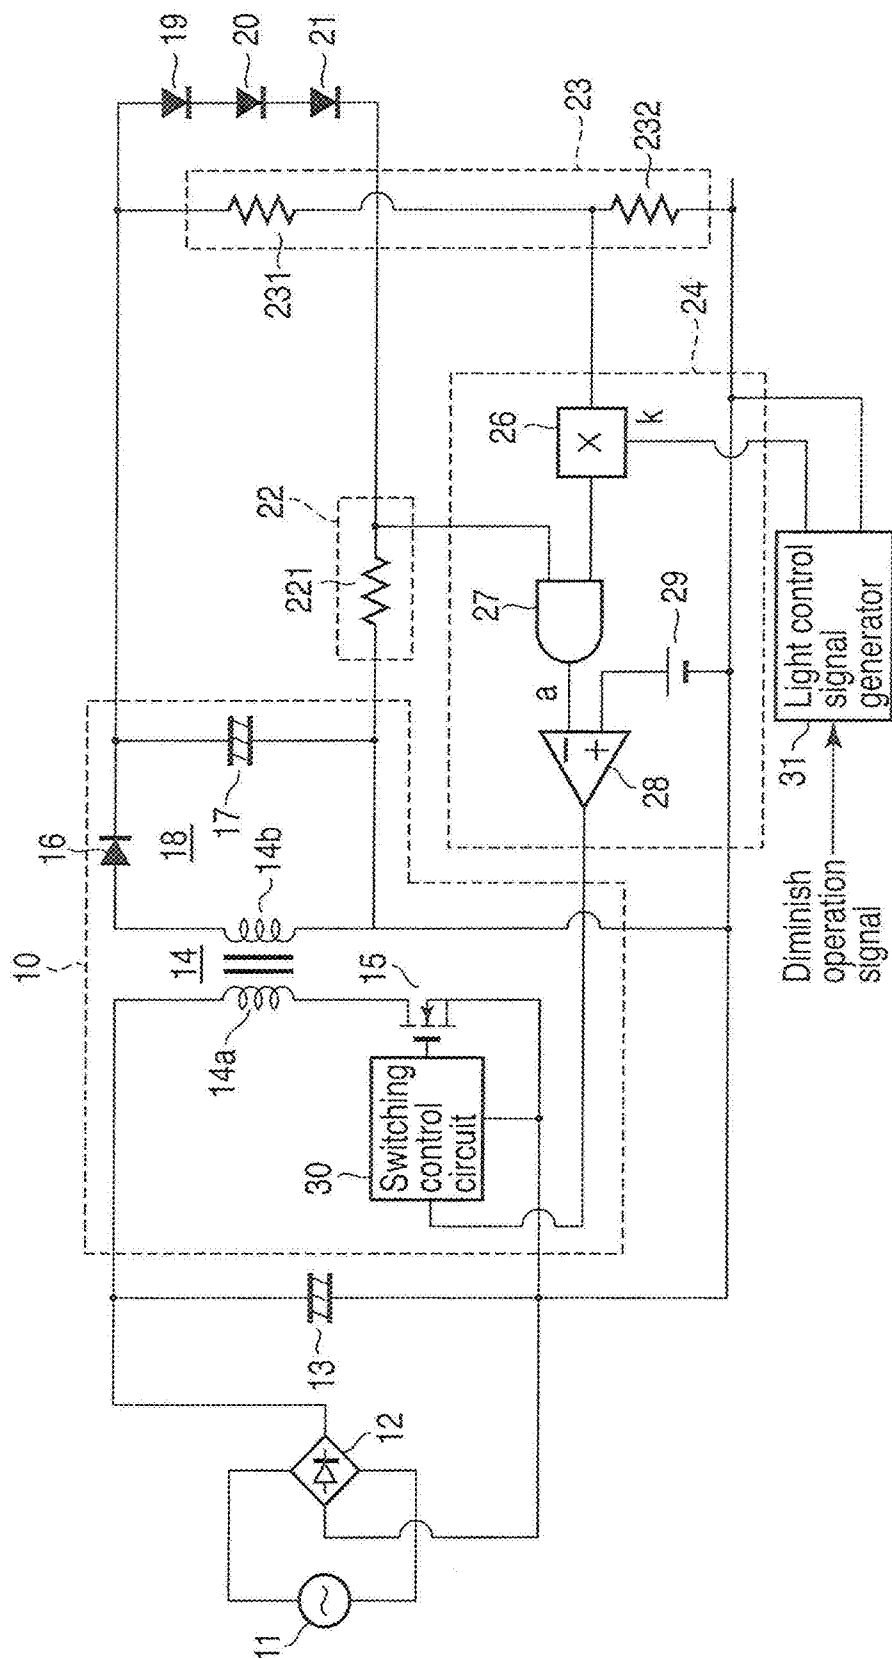 10
11
12
13
14
14a
14b
15
16
17
18
19
20
21
22
221
23
231
232
24
26
X
k
27
a
28
−
+
29
30
Switching
control
circuit
31
Light control
signal
generator
Diminish
operation
signal